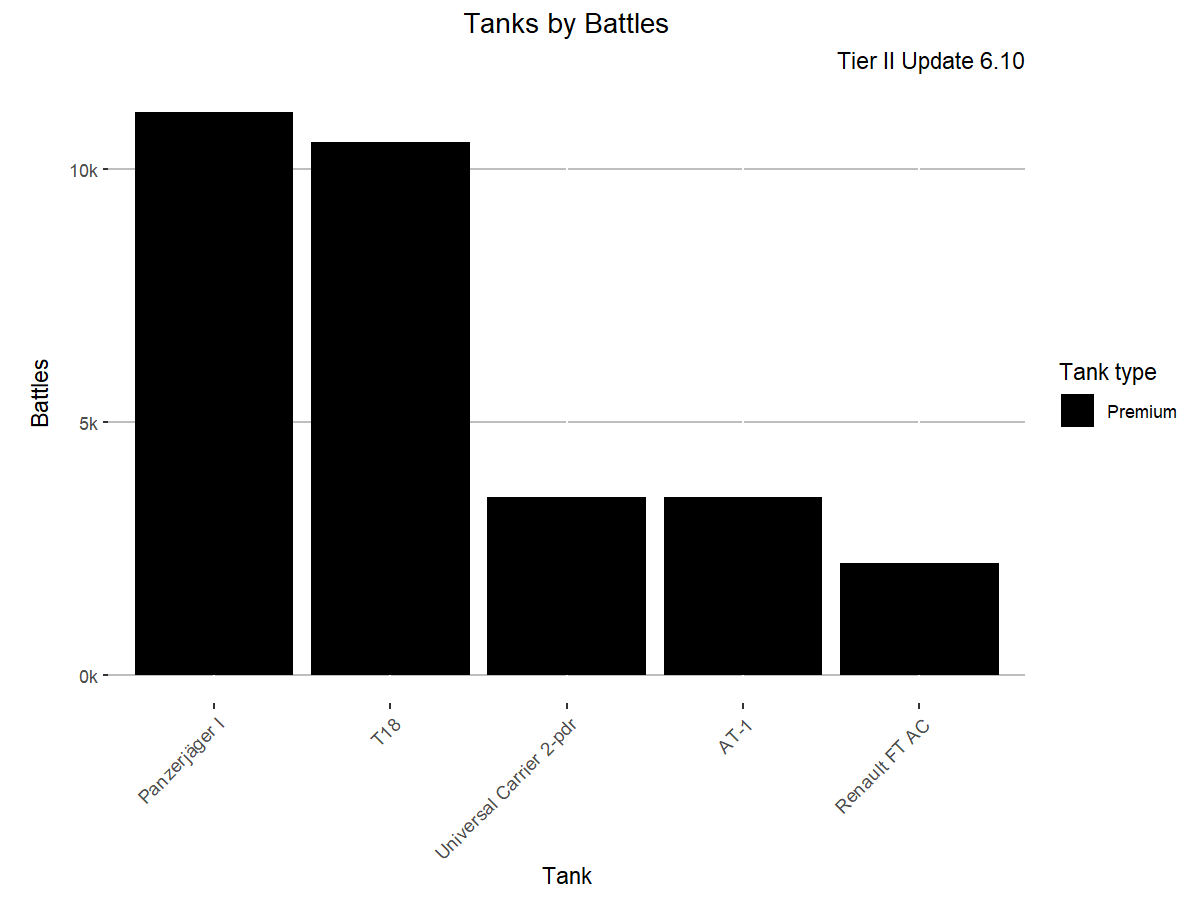 Tanks by Battles
Tier II Update 6.10
Battles
10k
5k
0k
Panzerjäger I
T18
Universal Carrier 2-pdr
AT-1
Renault FT AC
Tank
Tank type
Premium